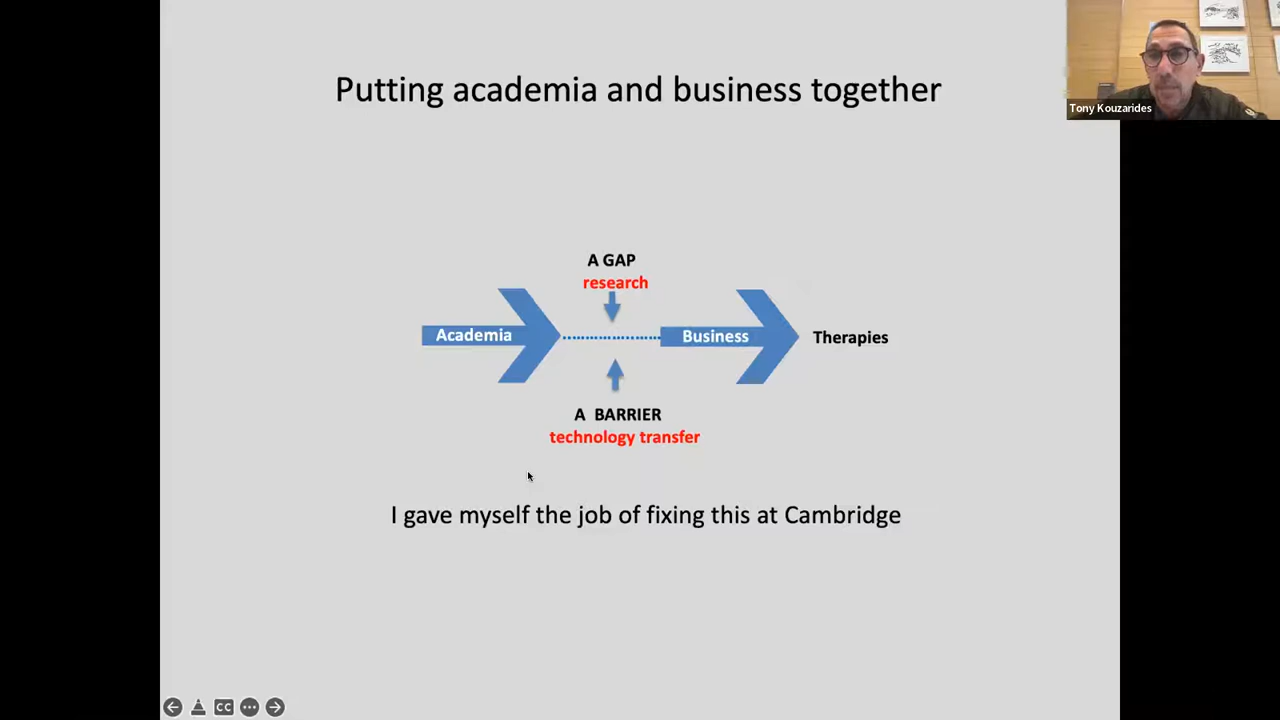 Putting academia and business together
Tony Kouzarides
A GAP
research
Academia
Business
Therapies
A BARRIER
technology transfer
I gave myself the job of fixing this at Cambridge
CC